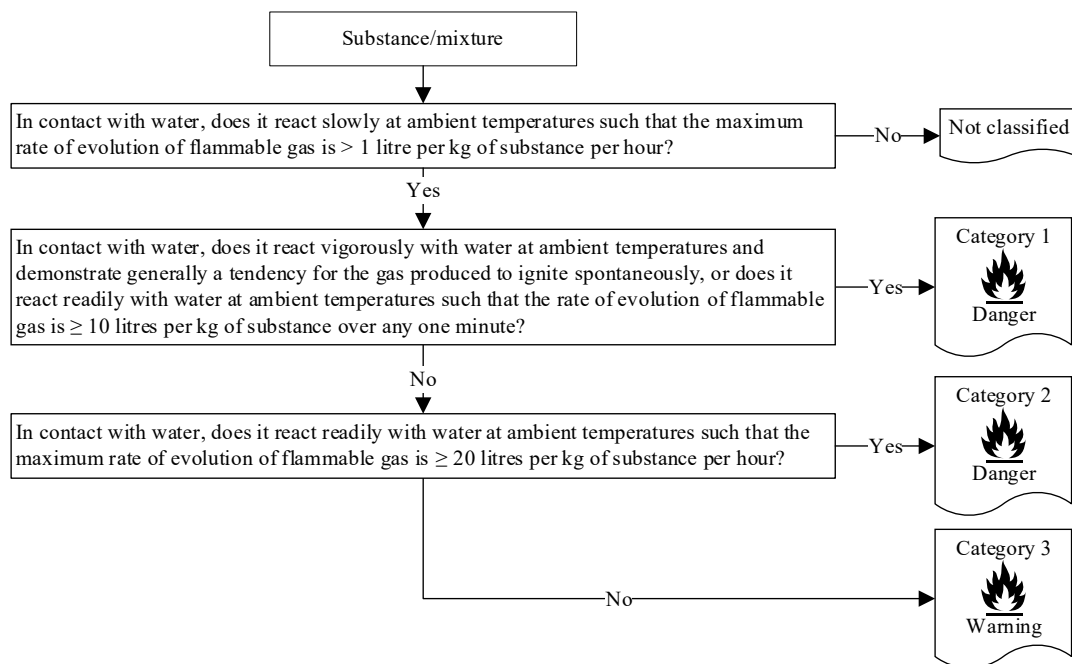 Substance/mixture
In contact with water, does it react slowly at ambient temperatures such that the maximum
rate of evolution of flammable gas is > 1 litre per kg of substance per hour?
No
Not classified
Yes
In contact with water, does it react vigorously with water at ambient temperatures and
demonstrate generally a tendency for the gas produced to ignite spontaneously, or does it
react readily with water at ambient temperatures such that the rate of evolution of flammable
gas is ≥ 10 litres per kg of substance over any one minute?
Yes
Category 1
Danger
No
In contact with water, does it react readily with water at ambient temperatures such that the
maximum rate of evolution of flammable gas is ≥ 20 litres per kg of substance per hour?
Yes
Category 2
Danger
No
Category 3
Warning